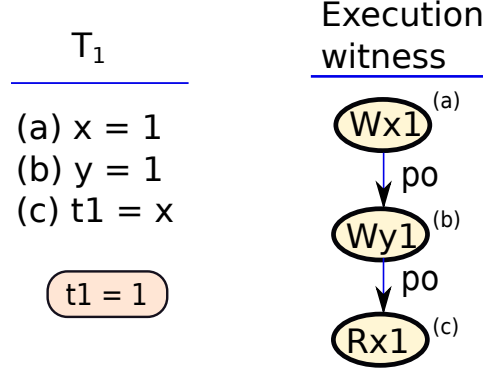 T1
(a) x = 1
(b) y = 1
(c) t1 = x
t1 = 1
Execution
witness
Wx1 (a)
po
Wy1 (b)
po
Rx1 (c)